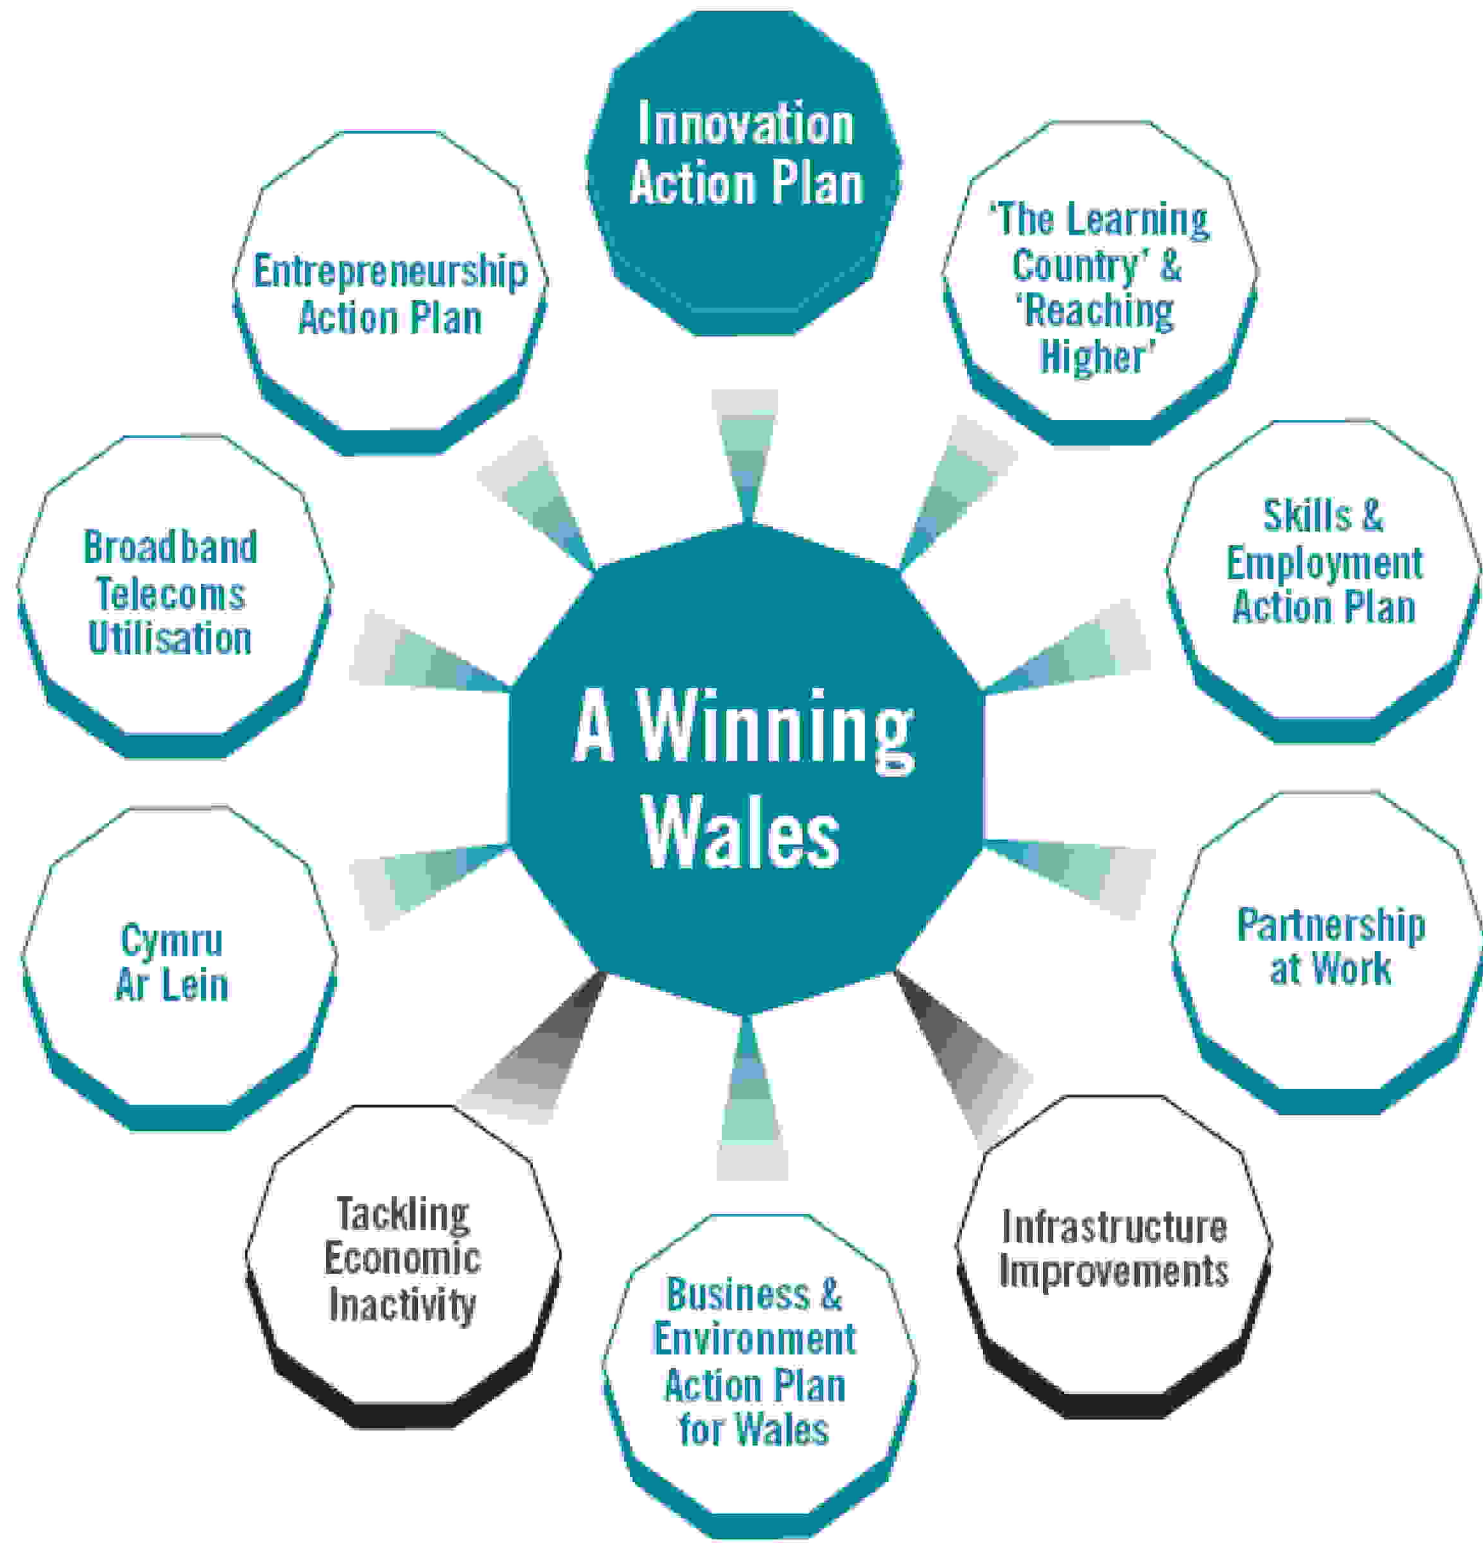 Innovation
Action Plan
'The Learning
Country' &
'Reaching
Higher'
Skills &
Employment
Action Plan
Partnership
at Work
Infrastructure
Improvements
Business &
Environment
Action Plan
for Wales
Tackling
Economic
Inactivity
Cymru
Ar Lein
Broadband
Telecoms
Utilisation
Entrepreneurship
Action Plan
A Winning
Wales